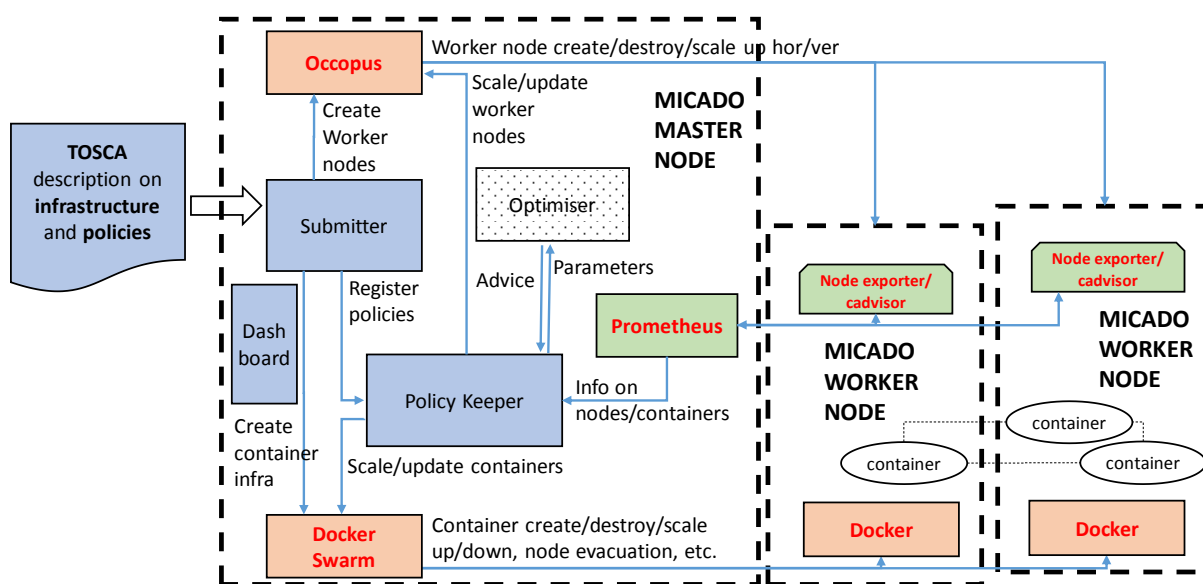 Occopus
Worker node create/destroy/scale up hor/ver
Scale/update
worker
nodes
MICADO
MASTER
NODE
Create
Worker
nodes
TOSCA
description on
infrastructure
and policies
Submitter
Optimiser
Advice
Parameters
Register
policies
Dash
board
Prometheus
Node exporter/
cadvisor
Node exporter/
cadvisor
MICADO
WORKER
NODE
MICADO
WORKER
NODE
Policy Keeper
Info on
nodes/containers
Create
container
infra
Scale/update containers
container
container
container
Docker
Swarm
Container create/destroy/scale
up/down, node evacuation, etc.
Docker
Docker